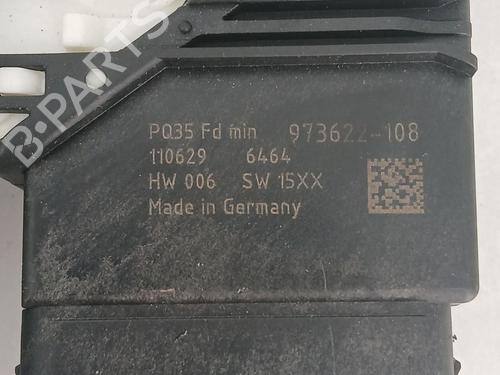 B-PARTS
PQ35 Fd min 973622-108
110629 6464
HW 006 SW 15XX
Made in Germany